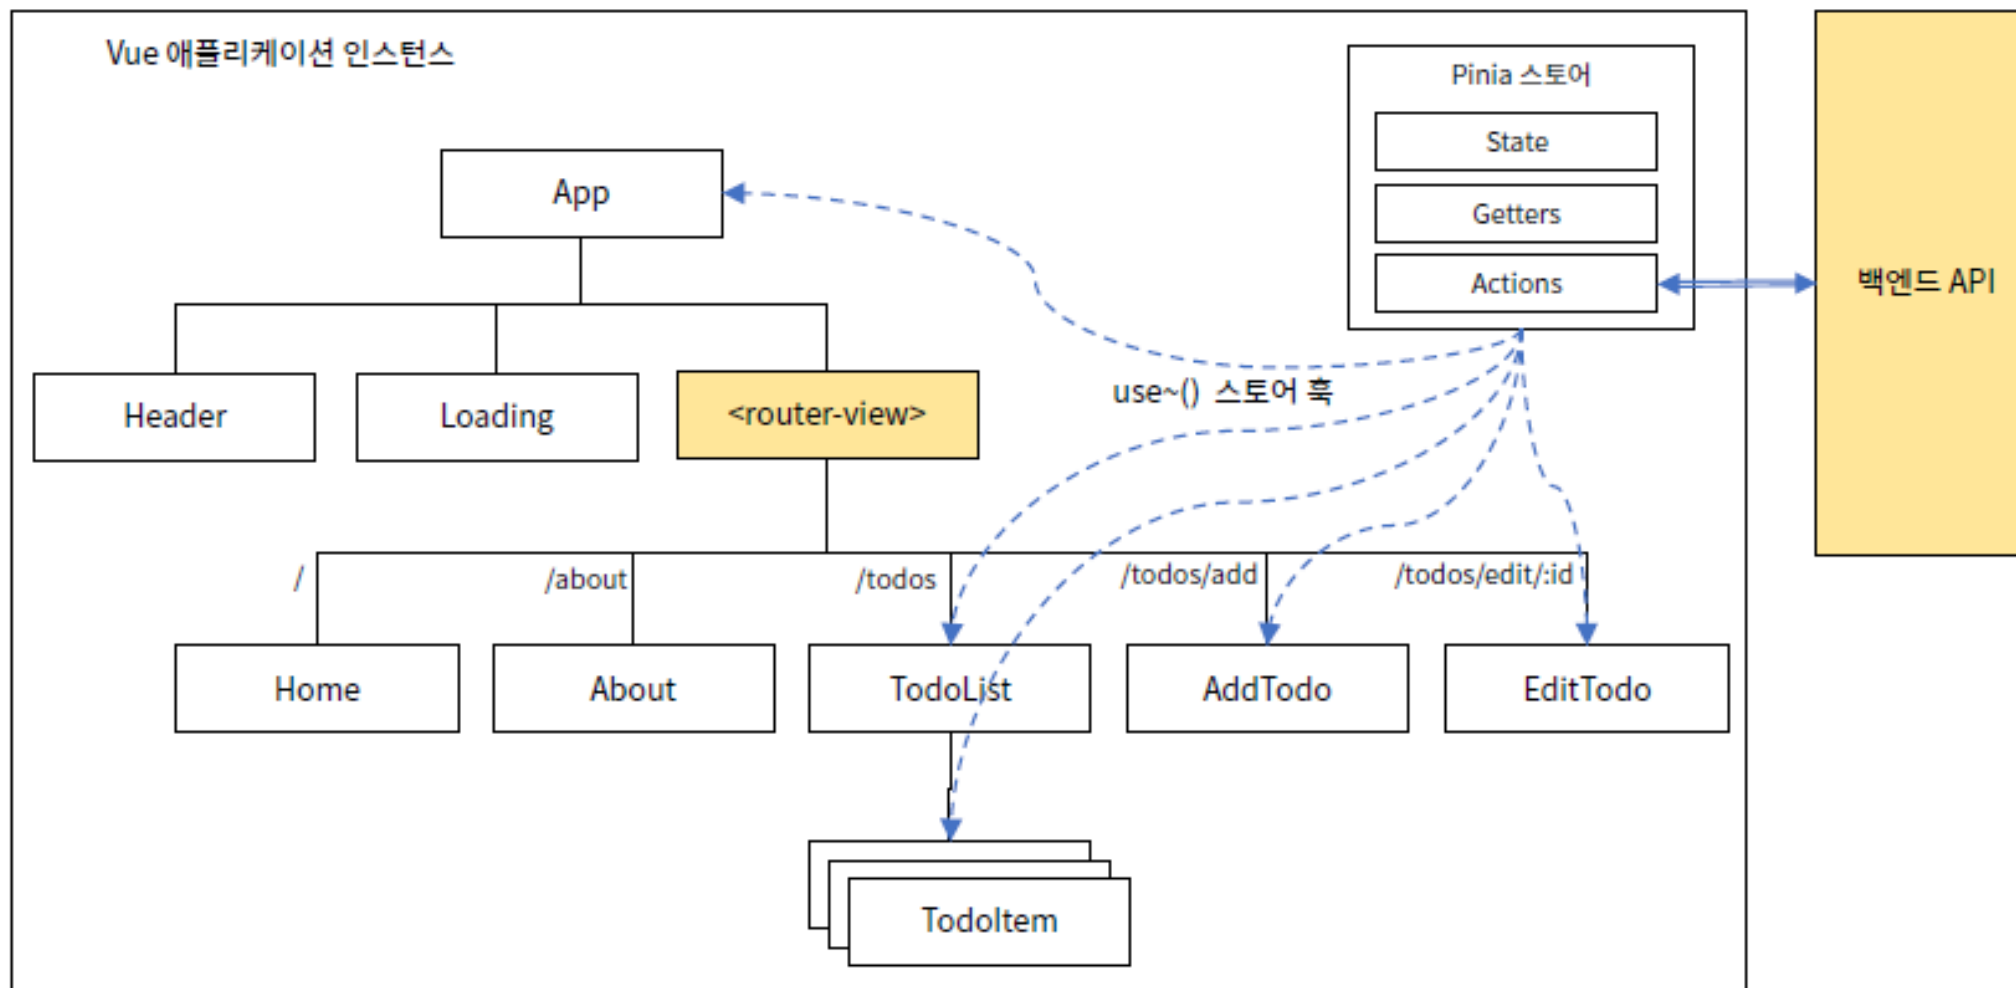 Vue 애플리케이션 인스턴스
Pinia 스토어
State
Getters
Actions
백엔드 API
App
use~() 스토어 훅
Header
Loading
<router-view>
/
/about
/todos
/todos/add
/todos/edit/:id
Home
About
TodoList
AddTodo
EditTodo
TodoItem